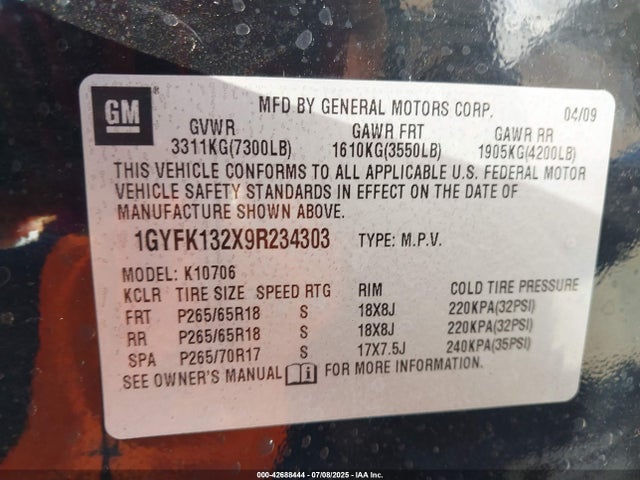 GM
MFD BY GENERAL MOTORS CORP. 04/09
GVWR GAWR FRT GAWR RR
3311KG(7300LB) 1610KG(3550LB) 1905KG(4200LB)
THIS VEHICLE CONFORMS TO ALL APPLICABLE U.S. FEDERAL MOTOR
VEHICLE SAFETY STANDARDS IN EFFECT ON THE DATE OF
MANUFACTURE SHOWN ABOVE.
1GYFK132X9R234303 TYPE: M.P.V.
MODEL: K10706
KCLR TIRE SIZE SPEED RTG RIM COLD TIRE PRESSURE
FRT P265/65R18 S 18X8J 220KPA(32PSI)
RR P265/65R18 S 18X8J 220KPA(32PSI)
SPA P265/70R17 S 17X7.5J 240KPA(35PSI)
SEE OWNER'S MANUAL FOR MORE INFORMATION.
000-42688444 - 07/08/2025 - IAA Inc.